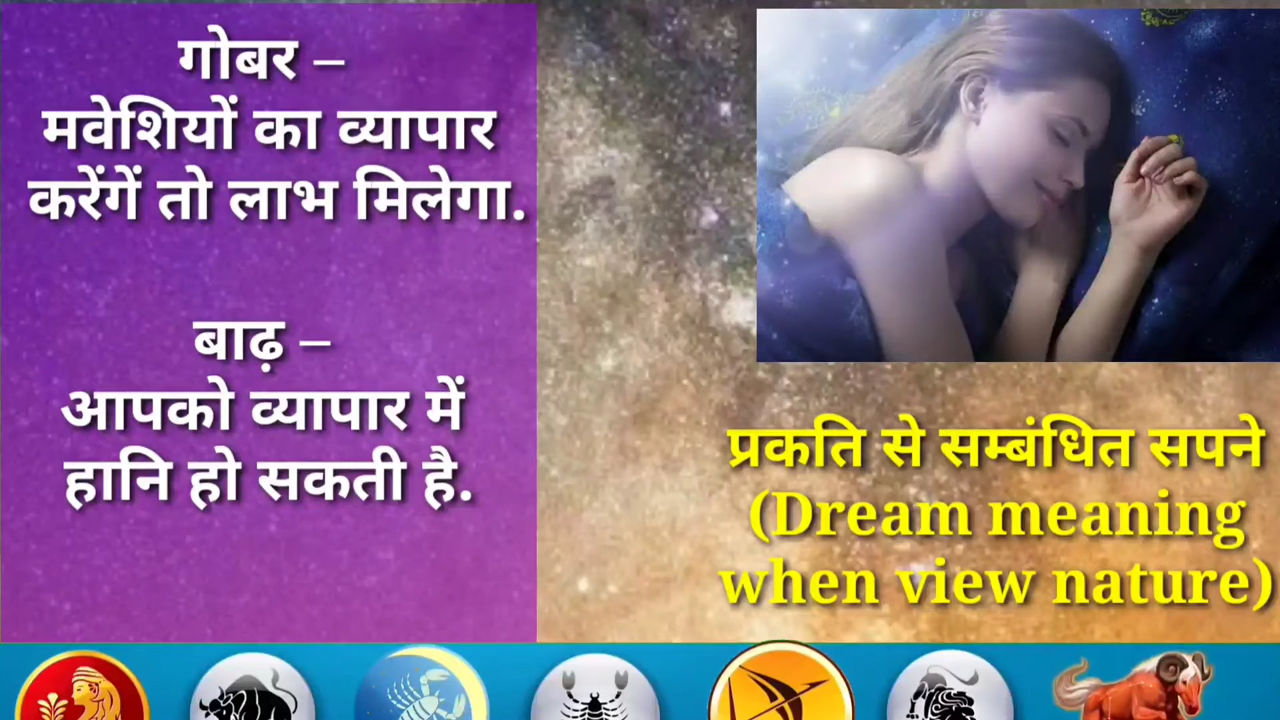 गोबर –
मवेशियों का व्यापार
करेंगें तो लाभ मिलेगा.
बाढ़ –
आपको व्यापार में
हानि हो सकती है.
प्रकति से सम्बंधित सपने
(Dream meaning
when view nature)